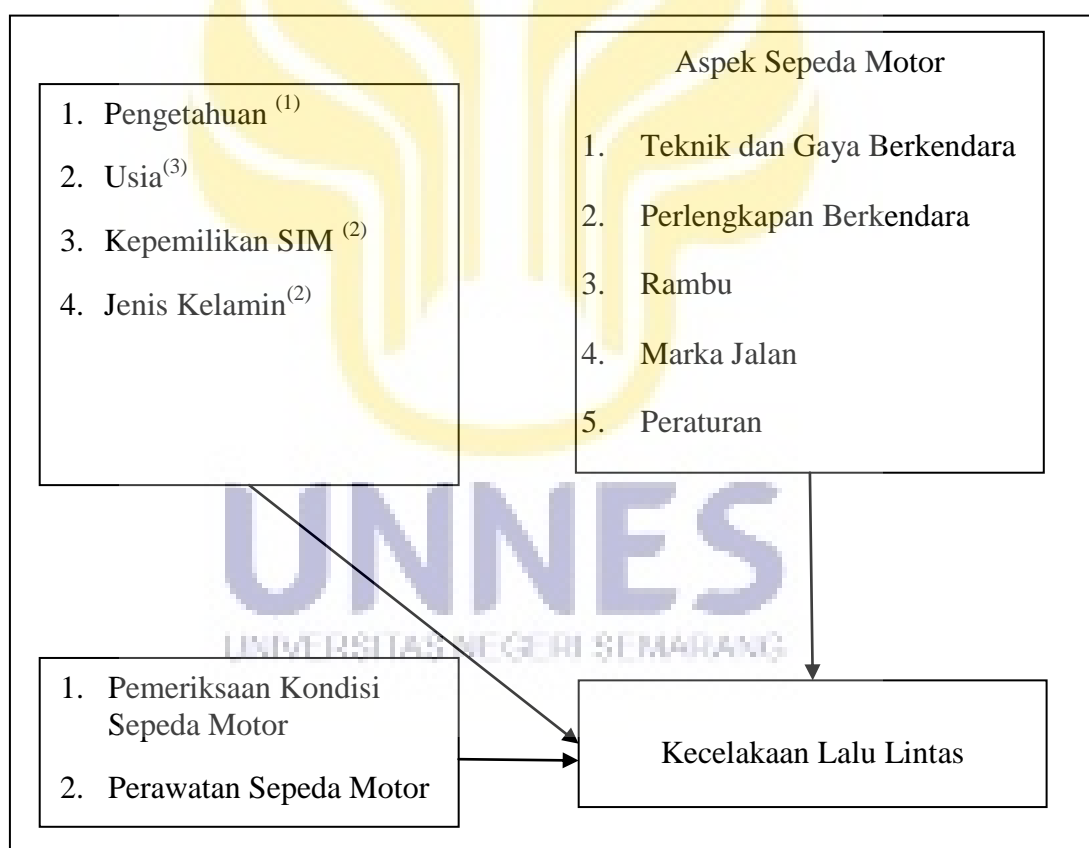 1. Pengetahuan (1)
2. Usia(3)
3. Kepemilikan SIM (2)
4. Jenis Kelamin(2)
Aspek Sepeda Motor
1. Teknik dan Gaya Berkendara
2. Perlengkapan Berkendara
3. Rambu
4. Marka Jalan
5. Peraturan
UNNES
UNIVERSITAS NEGERI SEMARANG
1. Pemeriksaan Kondisi
Sepeda Motor
2. Perawatan Sepeda Motor
Kecelakaan Lalu Lintas